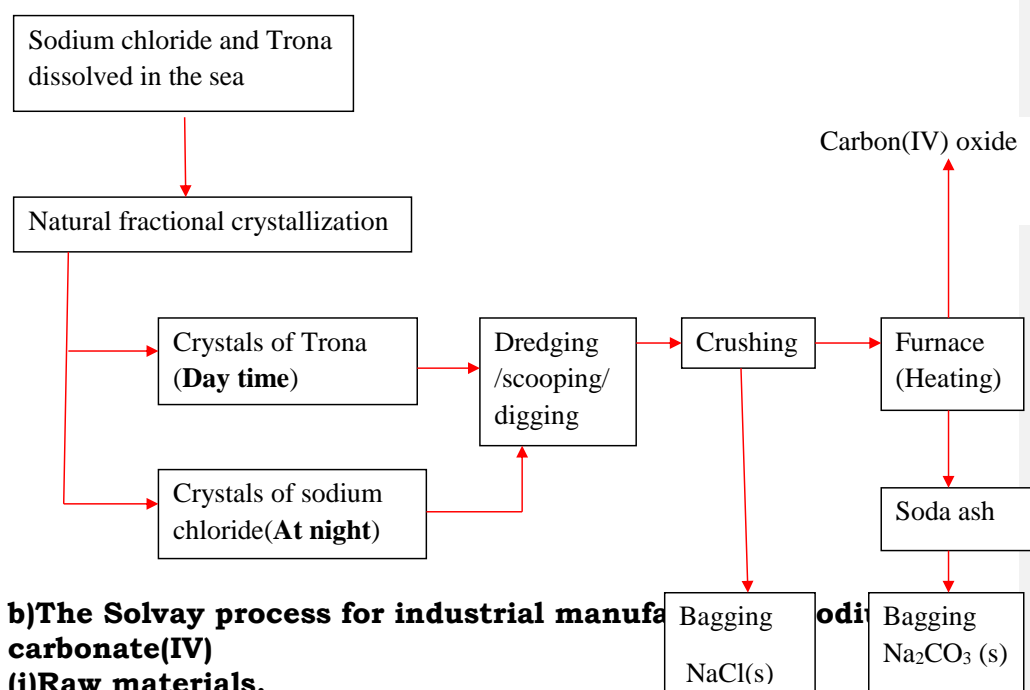 Sodium chloride and Trona
dissolved in the sea
Carbon(IV) oxide
Natural fractional crystallization
Crystals of Trona
(Day time)
Dredging
/scooping/
digging
Crushing
Furnace
(Heating)
Crystals of sodium
chloride(At night)
Soda ash
b)The Solvay process for industrial
carbonate(IV)
(i)Raw materials.
Bagging
NaCl(s)
Bagging
Na₂CO₃ (s)